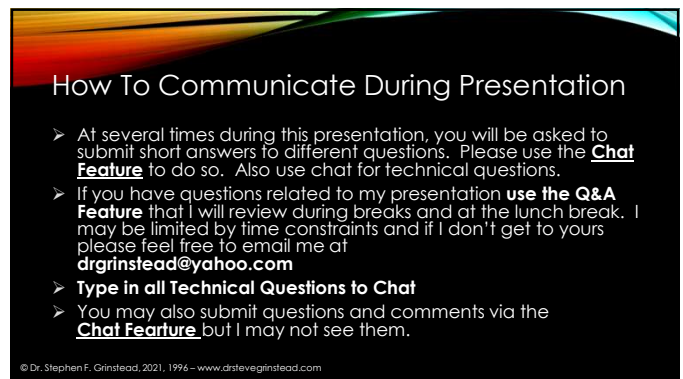 How To Communicate During Presentation
➢ At several times during this presentation, you will be asked to
submit short answers to different questions.  Please use the Chat
Feature to do so.  Also use chat for technical questions.
➢ If you have questions related to my presentation use the Q&A
Feature that I will review during breaks and at the lunch break.  I
may be limited by time constraints and if I don't get to yours
please feel free to email me at
drgrinstead@yahoo.com
➢ Type in all Technical Questions to Chat
➢ You may also submit questions and comments via the
Chat Fearture but I may not see them.
© Dr. Stephen F. Grinstead, 2021, 1996 – www.drstevegrinstead.com